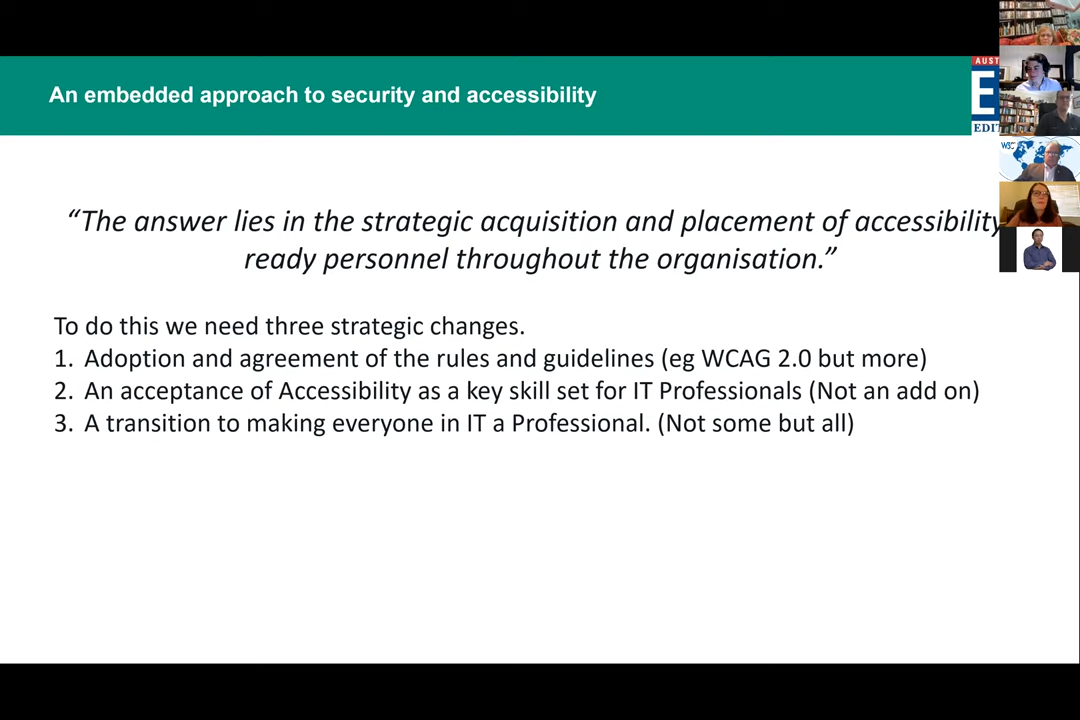 An embedded approach to security and accessibility
AUST
E
EDIT
W3C
“The answer lies in the strategic acquisition and placement of accessibility
ready personnel throughout the organisation.”
To do this we need three strategic changes.
1. Adoption and agreement of the rules and guidelines (eg WCAG 2.0 but more)
2. An acceptance of Accessibility as a key skill set for IT Professionals (Not an add on)
3. A transition to making everyone in IT a Professional. (Not some but all)